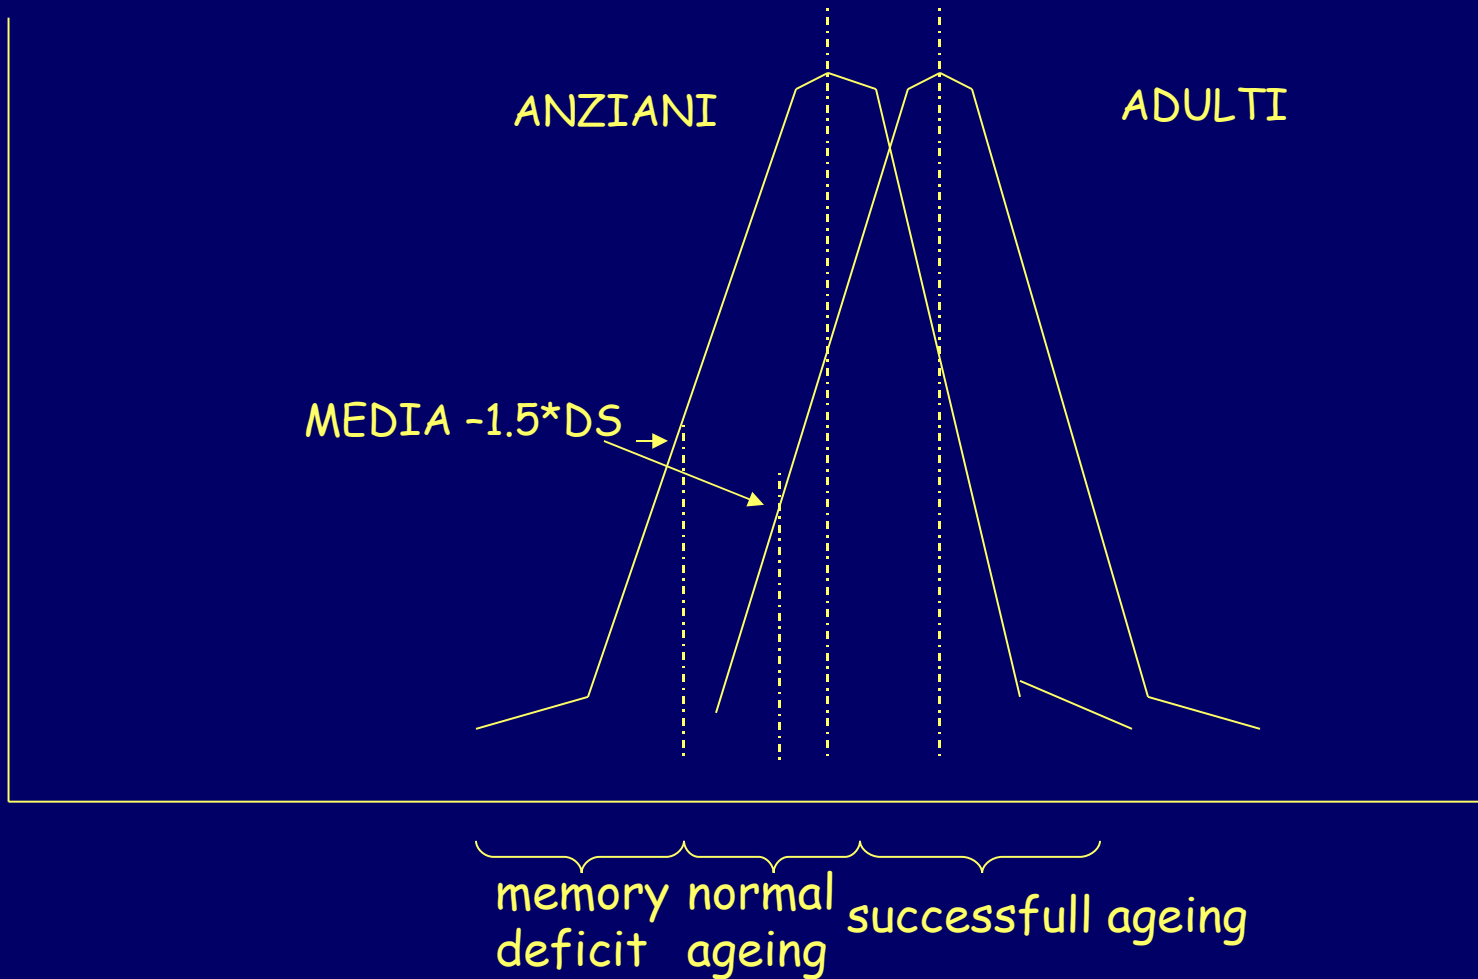 ANZIANI
ADULTI
MEDIA -1.5*DS
memory
deficit
normal
ageing
successfull ageing